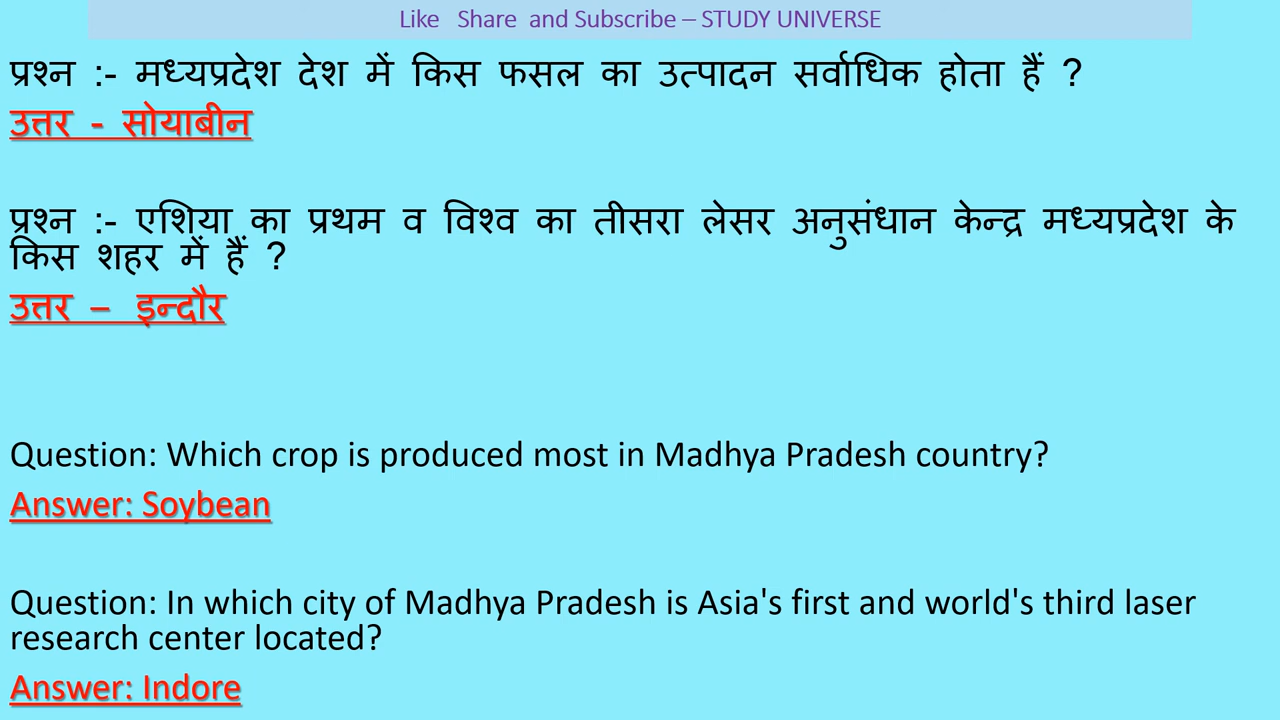 Like Share and Subscribe – STUDY UNIVERSE
प्रश्न :- मध्यप्रदेश देश में किस फसल का उत्पादन सर्वाधिक होता हैं ?
उत्तर - सोयाबीन
प्रश्न :- एशिया का प्रथम व विश्व का तीसरा लेसर अनुसंधान केन्द्र मध्यप्रदेश के
किस शहर में हैं ?
उत्तर – इन्दौर
Question: Which crop is produced most in Madhya Pradesh country?
Answer: Soybean
Question: In which city of Madhya Pradesh is Asia's first and world's third laser
research center located?
Answer: Indore